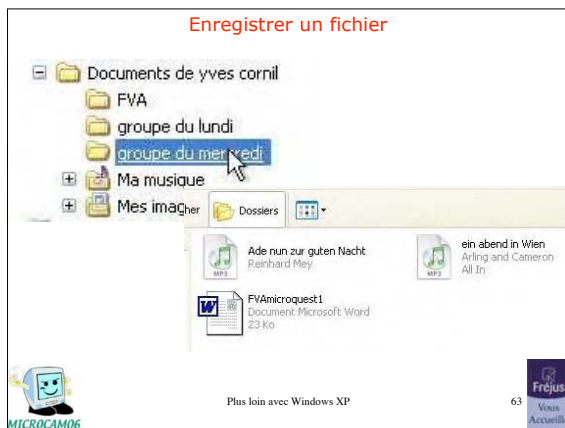 Enregistrer un fichier
Documents de yves cornil
FVA
groupe du lundi
groupe du mercredi
Ma musique
Mes imag
her Dossiers
Ade nun zur guten Nacht
Reinhard Mey
MP3
ein abend in Wien
Arling and Cameron
All In
MP3
FVAmicroquest1
Document Microsoft Word
23 Ko
W
MICROCAM06
Plus loin avec Windows XP
63
Fréjus
Vous
Accueille